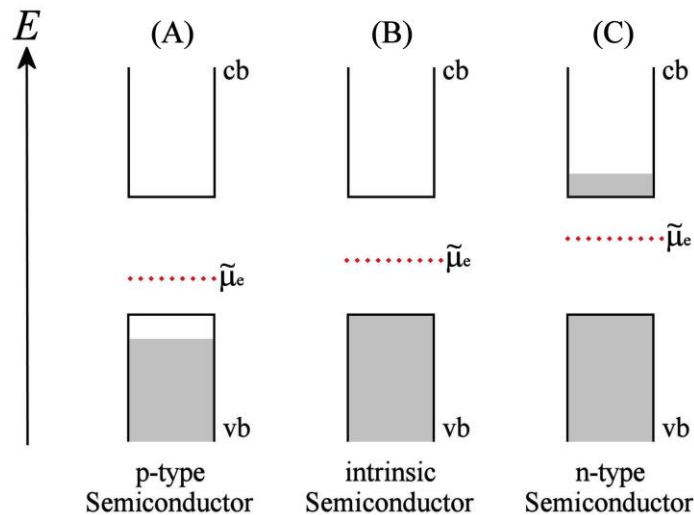 E
(A)
(B)
(C)
cb
cb
cb
μ̃e
μ̃e
μ̃e
vb
vb
vb
p-type
Semiconductor
intrinsic
Semiconductor
n-type
Semiconductor